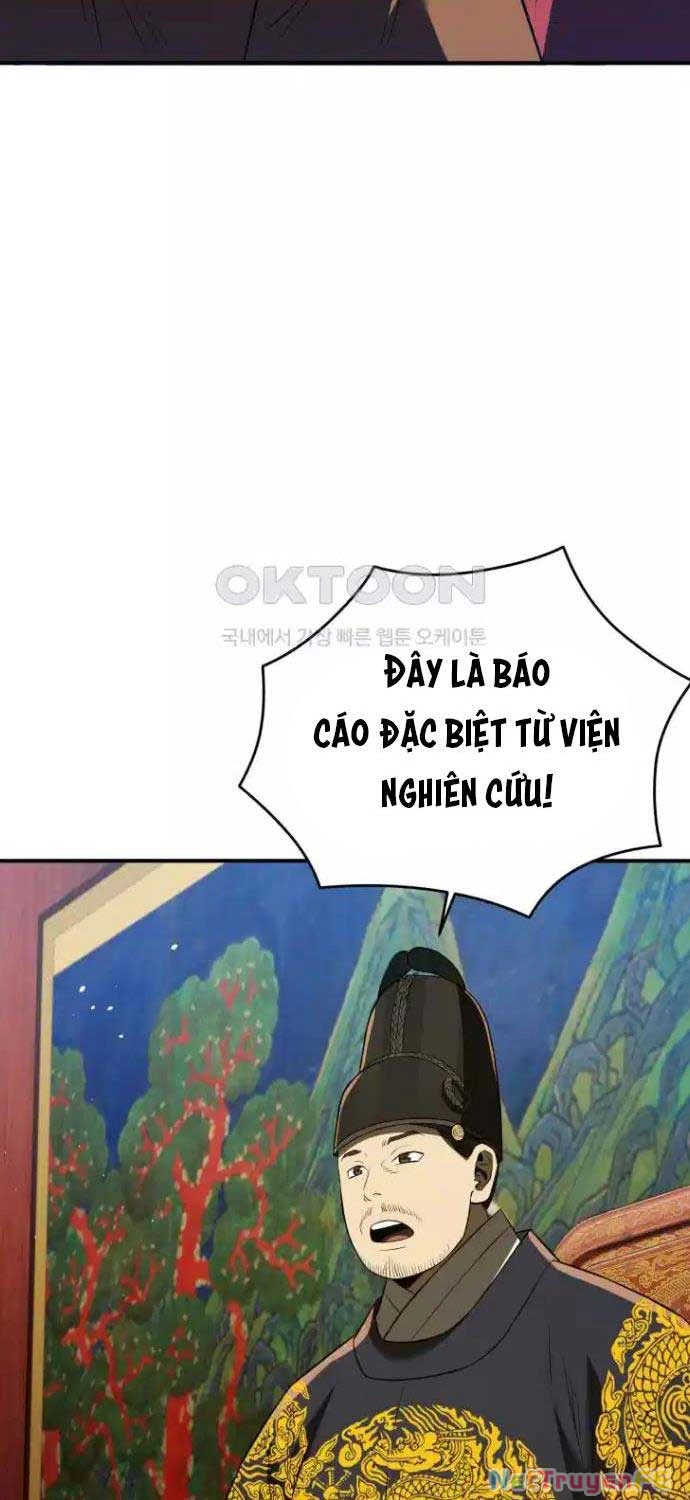 OKTOON
국내에서 가장 빠른 웹툰 오케이툰
ĐÂY LÀ BÁO
CÁO ĐẶC BIỆT TỪ VIỆN
NGHIÊN CỨU!
NetTruyen